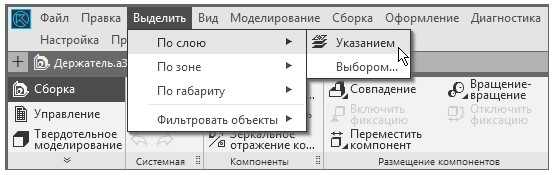 Файл Правка Выделить Вид Моделирование Сборка Оформление Диагностика
Настройка
По слою
Указанием
Держатель.a3
По зоне
Выбором...
Сборка
По габариту
Совпадение
Вращение-
вращение
Управление
Включить
фиксацию
Отключить
фиксацию
Фильтровать объекты
Твердотельное
моделирование
Зеркальное
отражение ко...
Переместить
компонент
Системная
Компоненты
Размещение компонентов